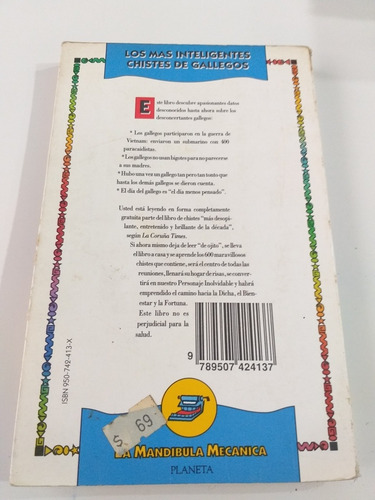 LOS MAS INTELIGENTES
CHISTES DE GALLEGOS
Este libro descubre apasionantes datos
desconocidos hasta ahora sobre los
desconcertantes gallegos:
* Los gallegos participaron en la guerra de
Vietnam: enviaron un submarino con 400
paracaidistas.
* Los gallegos no usan bigotes para no parecerse
a sus madres.
* Hubo una vez un gallego tan pero tan tonto que
hasta los demás gallegos se dieron cuenta.
* El día del gallego es "el día menos pensado".
Usted está leyendo en forma completamente
gratuita parte del libro de chistes "más desopi-
lante, entretenido y brillante de la década",
según La Coruña Times.
Si ahora mismo deja de leer "de ojito", se lleva
el libro a casa y se aprende los 600 maravillosos
chistes que contiene, será el centro de todas las
reuniones, llenará su hogar de risas, se conver-
tirá en nuestro Personaje Inolvidable y habrá
emprendido el camino hacia la Dicha, el Bien-
estar y la Fortuna.
Este libro no es
perjudicial para la
salud.
9 789507 424137
ISBN 950-742-413-X
$ 69.
LA MANDIBULA MECANICA
PLANETA